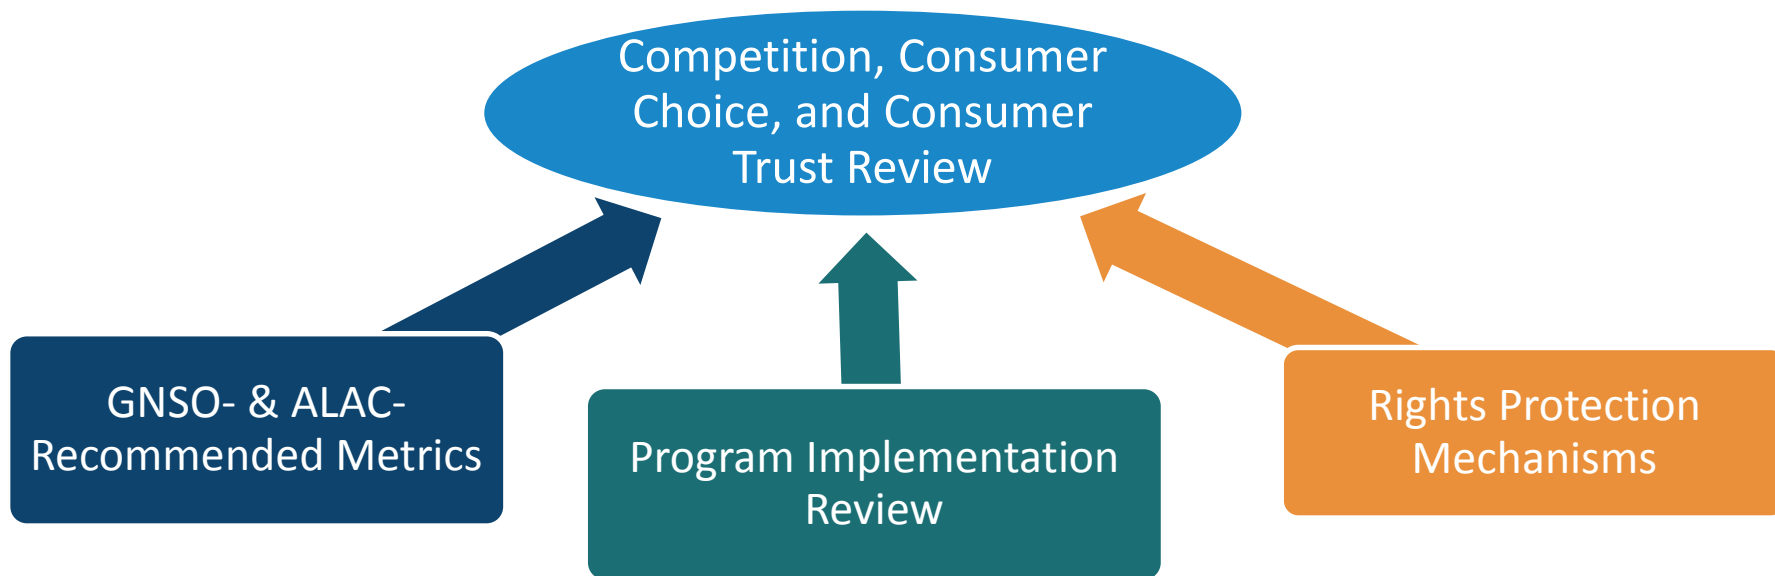 Competition, Consumer
Choice, and Consumer
Trust Review
GNSO- & ALAC-
Recommended Metrics
Program Implementation
Review
Rights Protection
Mechanisms